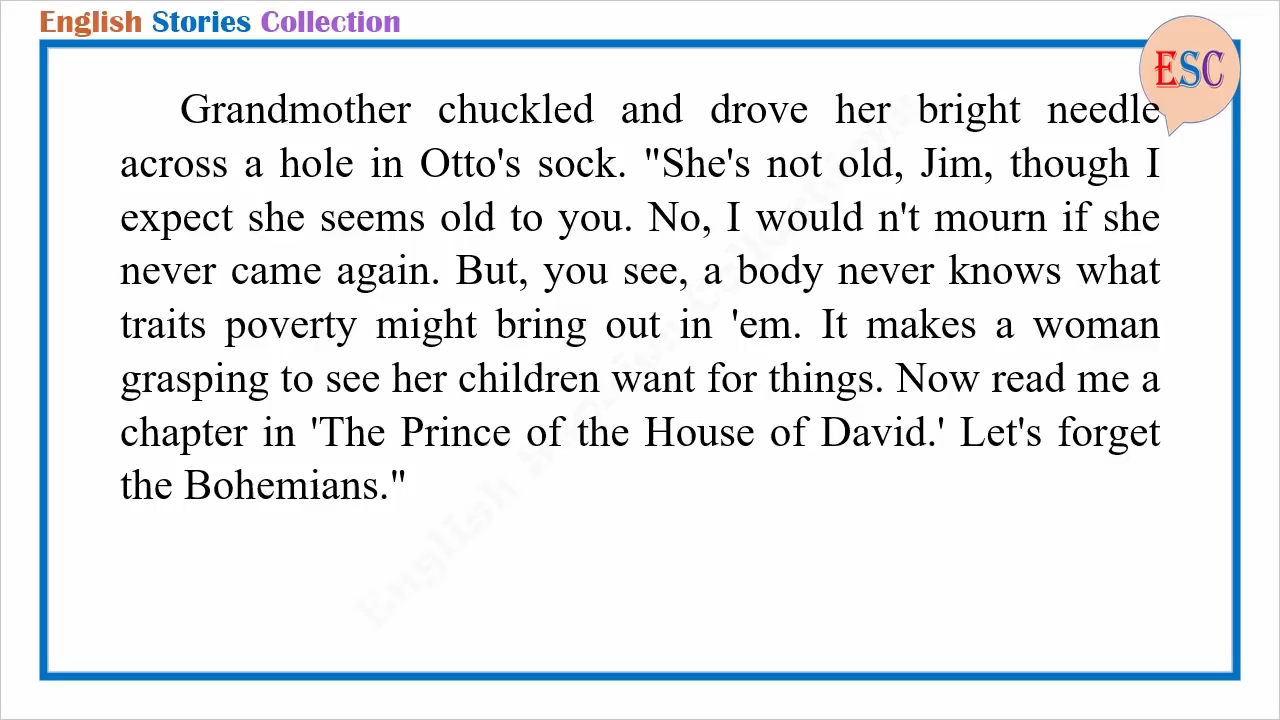 English Stories Collection
ESC
Grandmother chuckled and drove her bright needle
across a hole in Otto's sock. "She's not old, Jim, though I
expect she seems old to you. No, I would n't mourn if she
never came again. But, you see, a body never knows what
traits poverty might bring out in 'em. It makes a woman
grasping to see her children want for things. Now read me a
chapter in 'The Prince of the House of David.' Let's forget
the Bohemians."
English Stories Collection